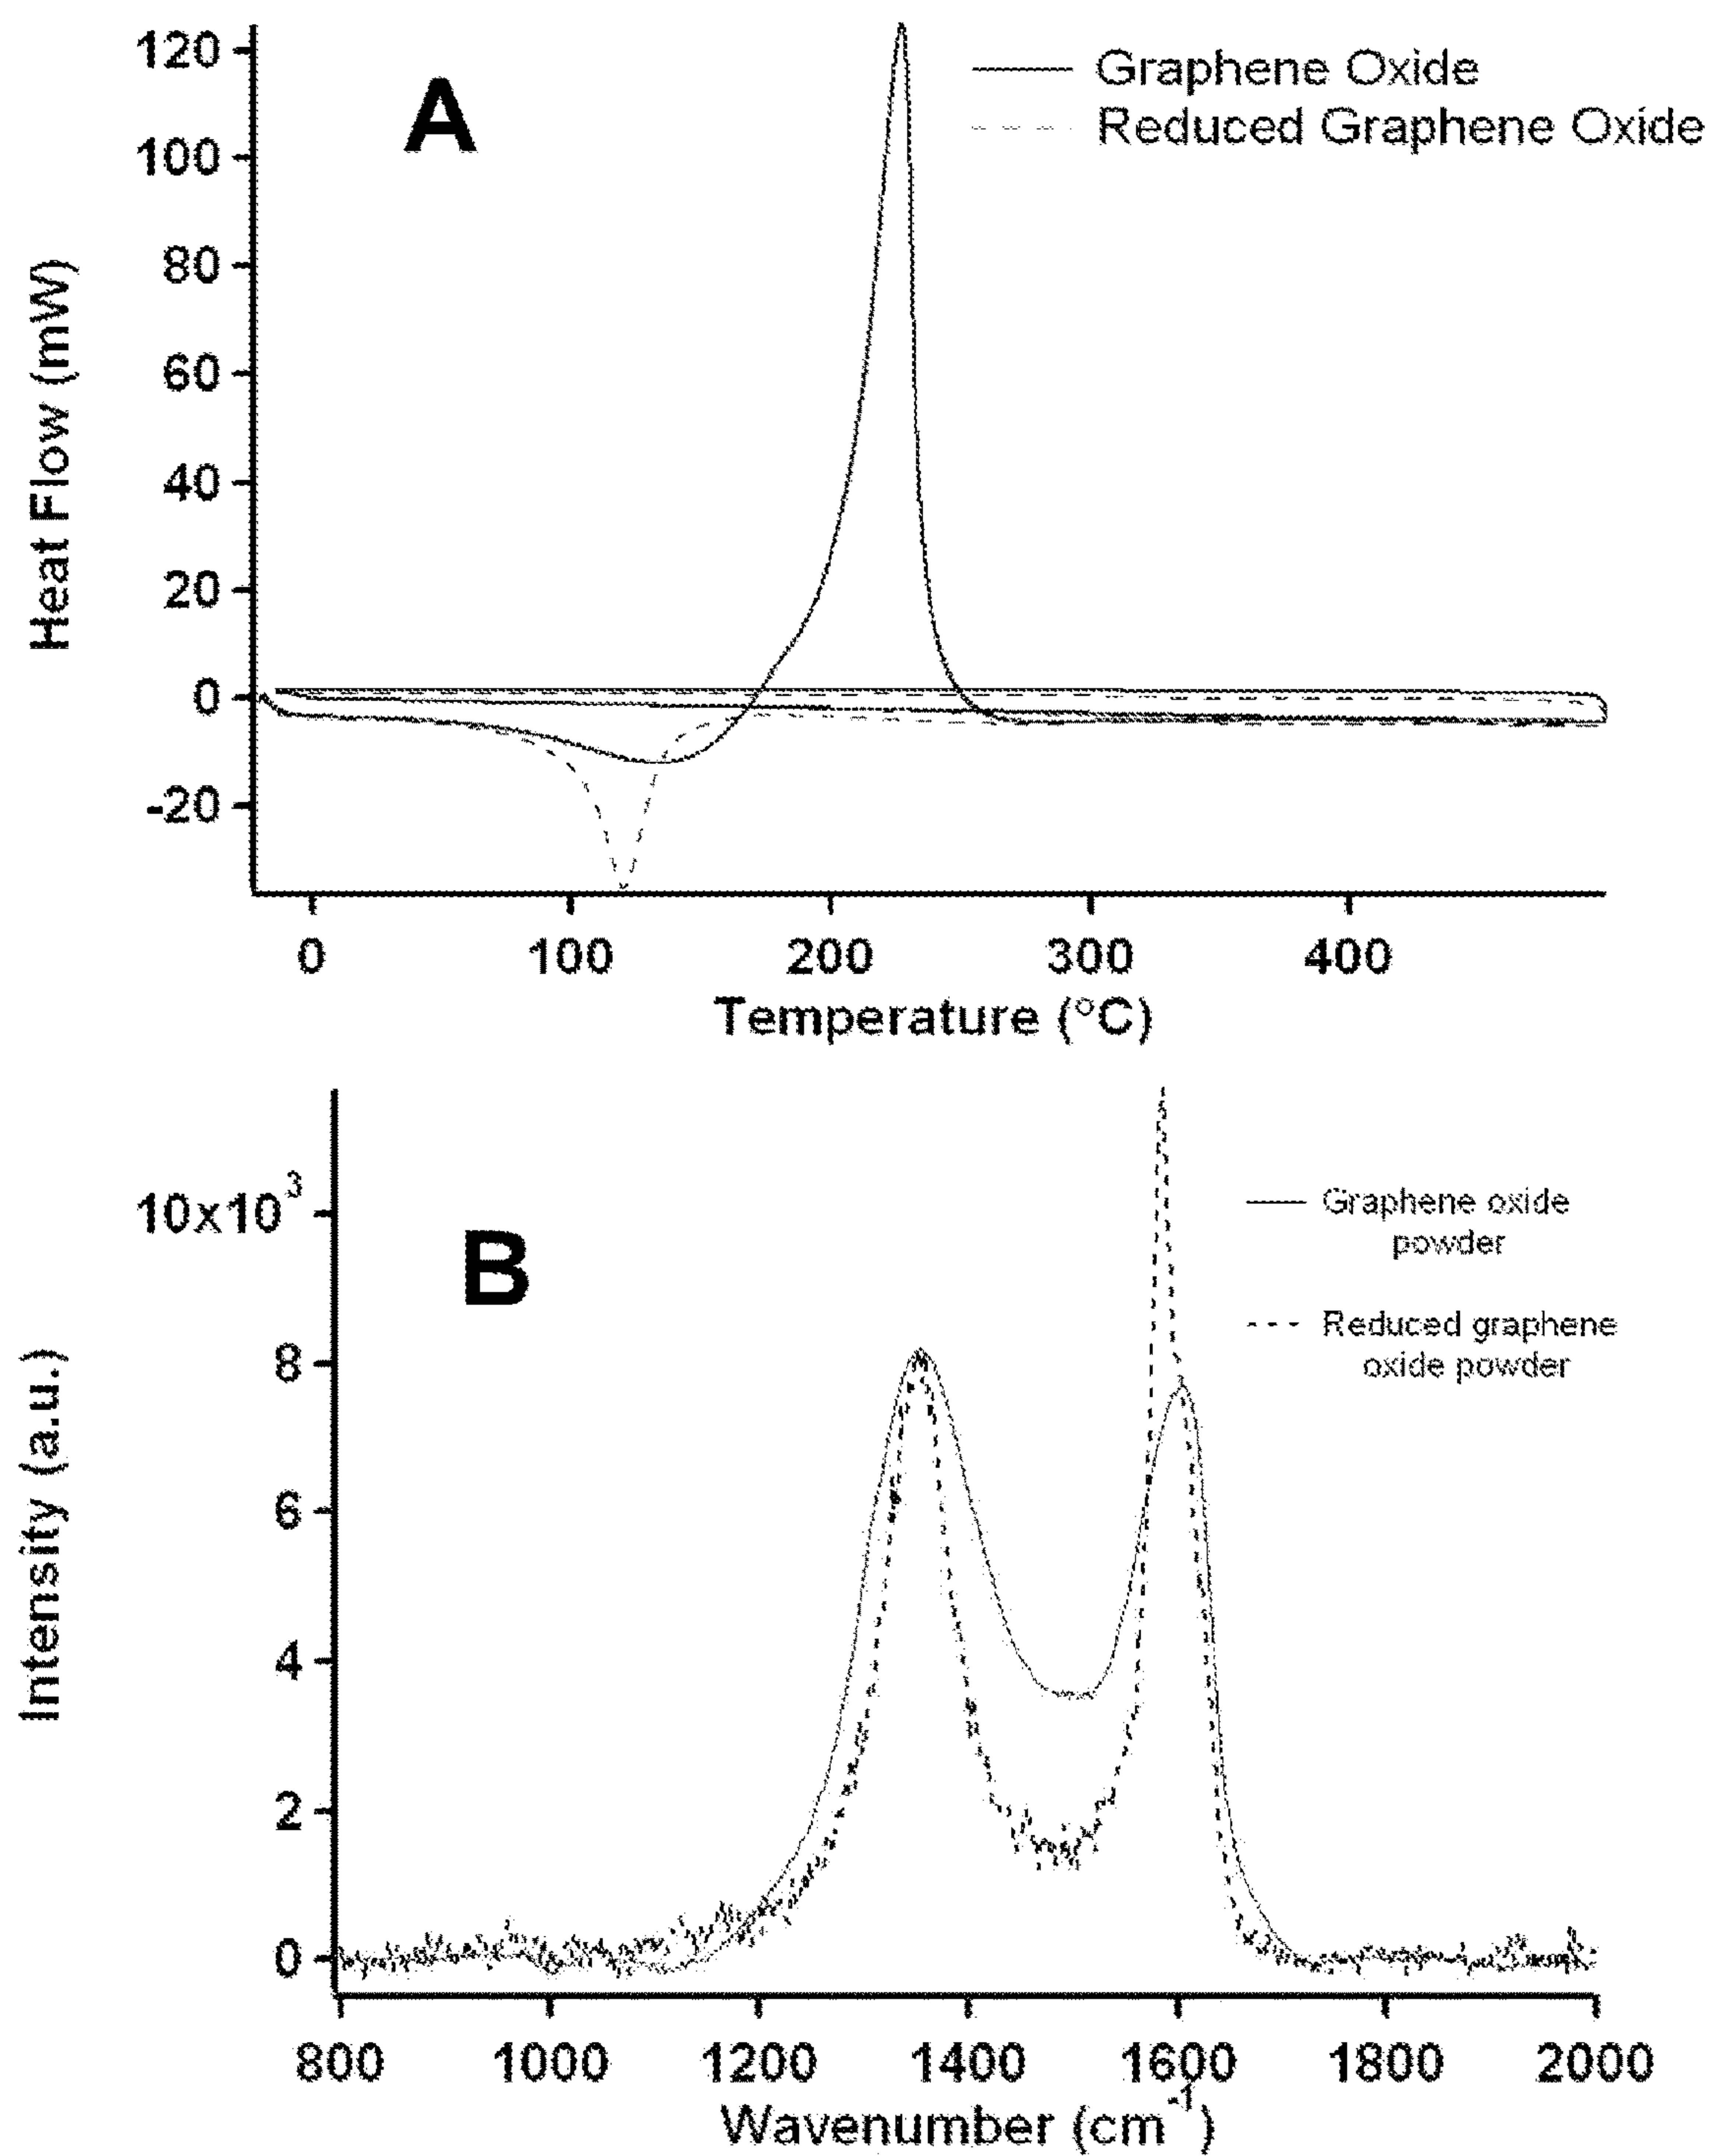 A
Graphene Oxide
Reduced Graphene Oxide
120
100
80
60
40
20
0
-20
Heat Flow (mW)
0 100 200 300 400
Temperature (°C)
B
Graphene oxide
powder
Reduced graphene
oxide powder
10x10³
8
6
4
2
0
Intensity (a.u.)
800 1000 1200 1400 1600 1800 2000
Wavenumber (cm⁻¹)